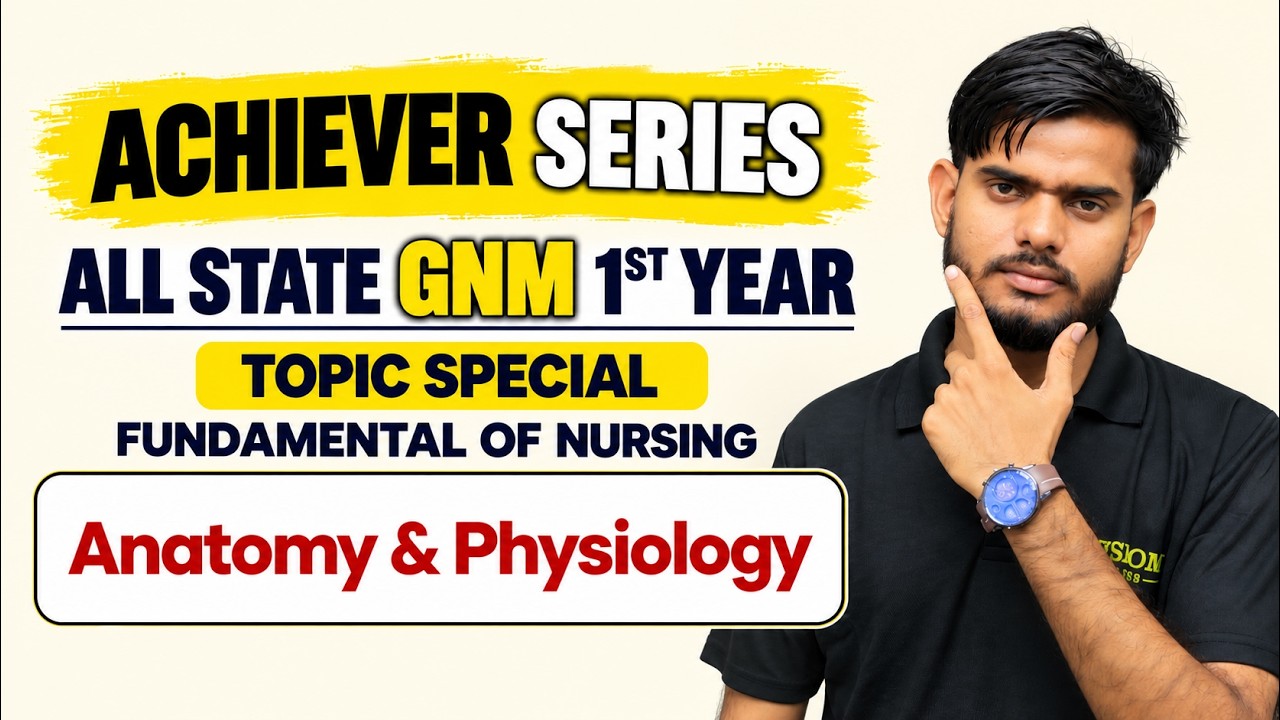 ACHIEVER SERIES
ALL STATE GNM 1ST YEAR
TOPIC SPECIAL
FUNDAMENTAL OF NURSING
Anatomy & Physiology